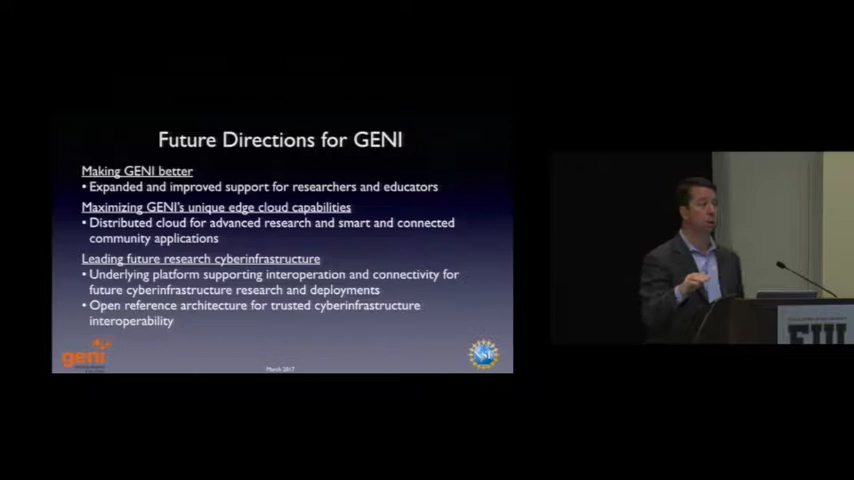 Future Directions for GENI
Making GENI better
• Expanded and improved support for researchers and educators
Maximizing GENI's unique edge cloud capabilities
• Distributed cloud for advanced research and smart and connected
community applications
Leading future research cyberinfrastructure
• Underlying platform supporting interoperation and connectivity for
future cyberinfrastructure research and deployments
• Open reference architecture for trusted cyberinfrastructure
interoperability
geni
March 2017
NSF